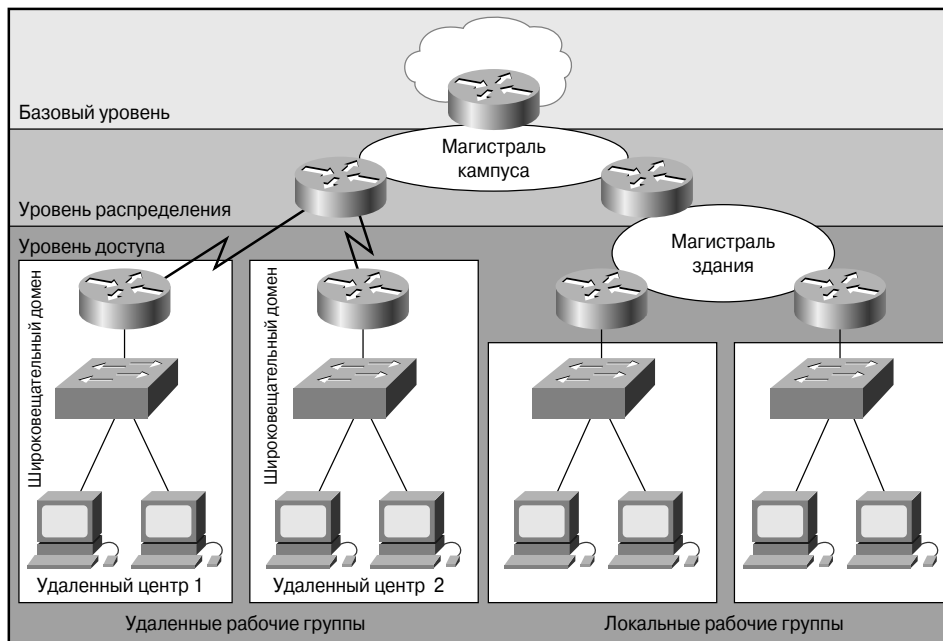 Базовый уровень
Магистраль
кампуса
Уровень распределения
Уровень доступа
Магистраль
здания
Широковещательный домен
Широковещательный домен
Удаленный центр 1
Удаленный центр 2
Удаленные рабочие группы
Локальные рабочие группы